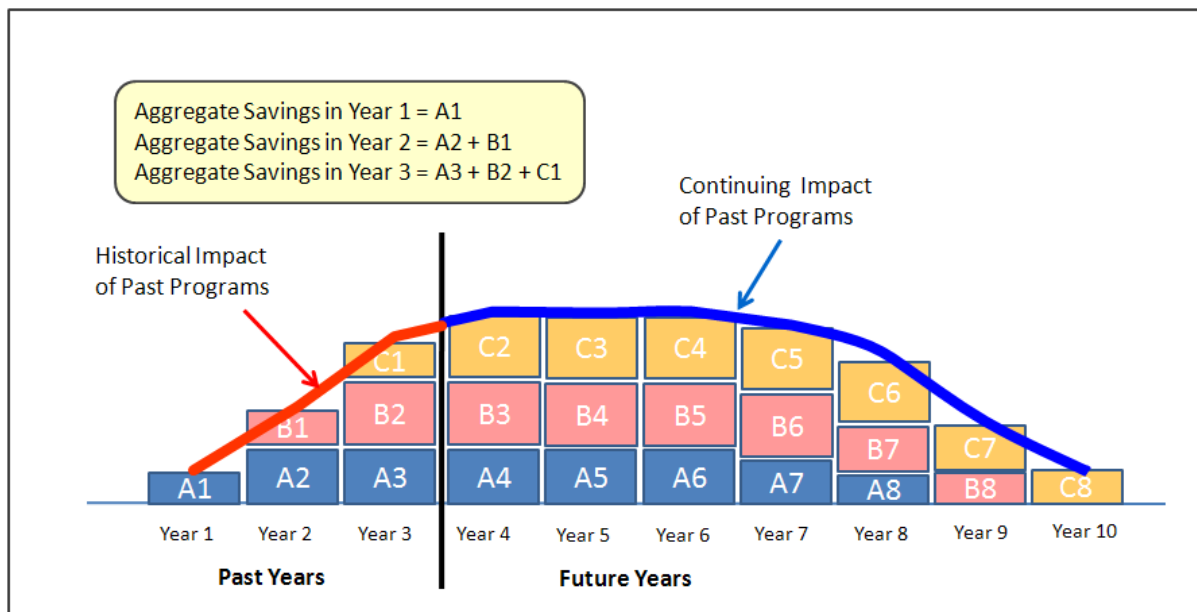 Aggregate Savings in Year 1 = A1
Aggregate Savings in Year 2 = A2 + B1
Aggregate Savings in Year 3 = A3 + B2 + C1
Continuing Impact
of Past Programs
Historical Impact
of Past Programs
C1 C2 C3 C4 C5 C6 C7 C8
B1 B2 B3 B4 B5 B6 B7 B8
A1 A2 A3 A4 A5 A6 A7 A8
Year 1 Year 2 Year 3 Year 4 Year 5 Year 6 Year 7 Year 8 Year 9 Year 10
Past Years Future Years